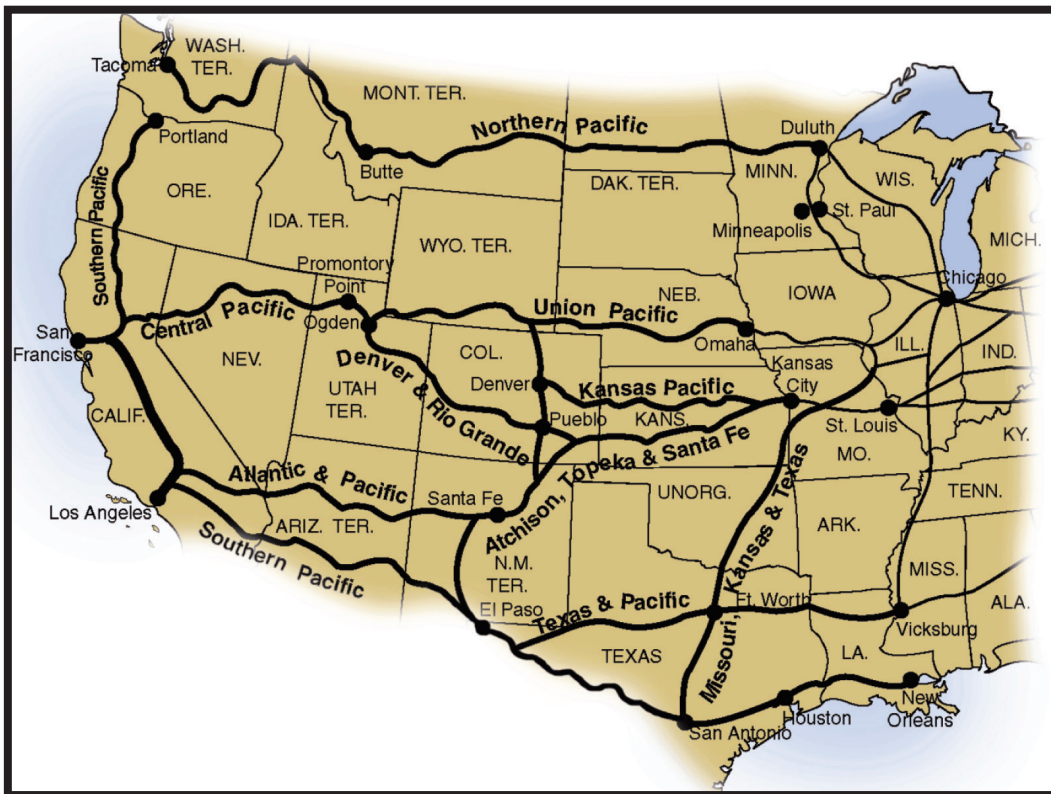 WASH.
TER.
Tacoma
MONT. TER.
Northern Pacific
Duluth
Portland
Butte
MINN.
WIS.
DAK. TER.
ORE.
St. Paul
Southern Pacific
IDA. TER.
Minneapolis
WYO. TER.
MICH.
Promontory
Point
Chicago
NEB.
IOWA
Union Pacific
Central Pacific
Ogden
San
Francisco
Omaha
ILL.
IND.
COL.
NEV.
Kansas
City
Denver & Rio Grande
Denver
Kansas Pacific
UTAH
TER.
CALIF.
Pueblo
KANS.
St. Louis
KY.
MO.
Atchison, Topeka & Santa Fe
Atlantic & Pacific
Santa Fe
UNORG.
TENN.
Los Angeles
ARIZ. TER.
ARK.
Missouri, Kansas & Texas
Southern Pacific
N.M.
TER.
MISS.
El Paso
Texas & Pacific
Ft. Worth
ALA.
Vicksburg
TEXAS
LA.
New
Orleans
Houston
San Antonio